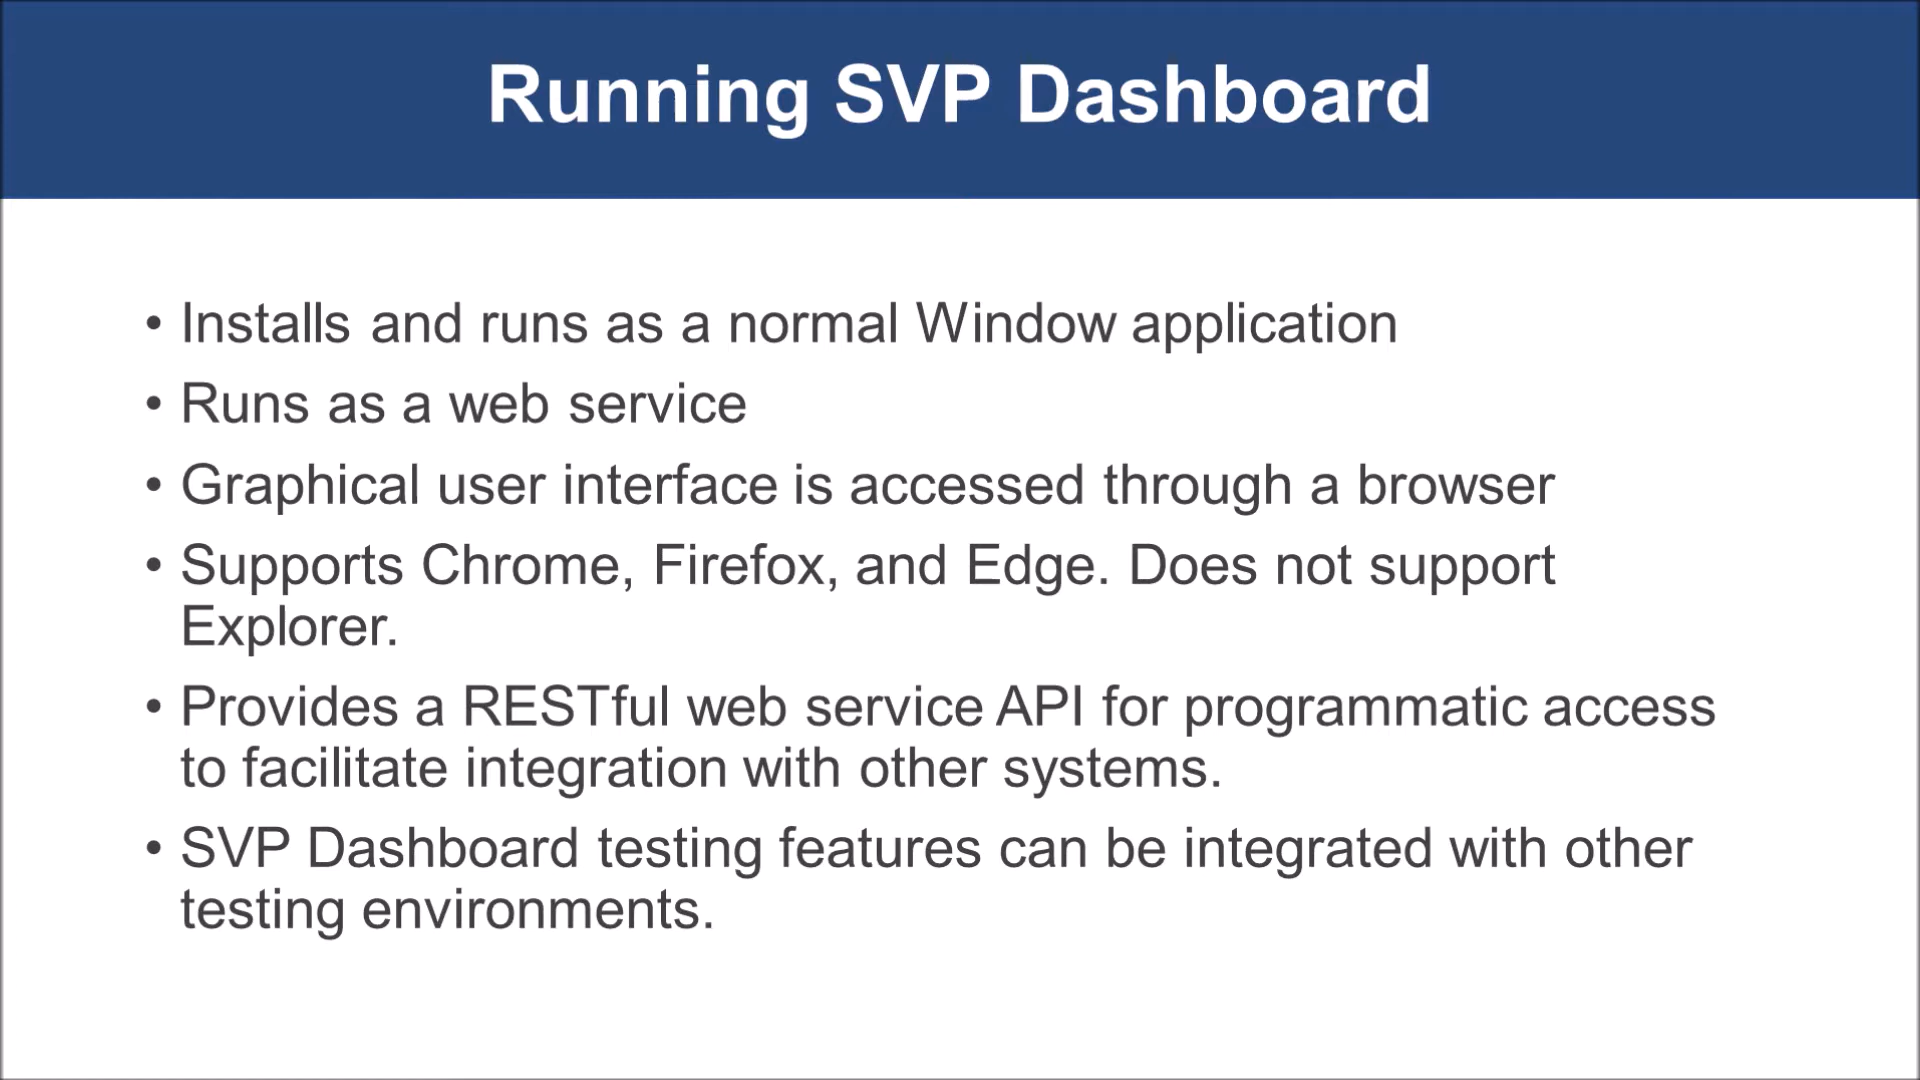 Running SVP Dashboard
• Installs and runs as a normal Window application
• Runs as a web service
• Graphical user interface is accessed through a browser
• Supports Chrome, Firefox, and Edge. Does not support
Explorer.
• Provides a RESTful web service API for programmatic access
to facilitate integration with other systems.
• SVP Dashboard testing features can be integrated with other
testing environments.